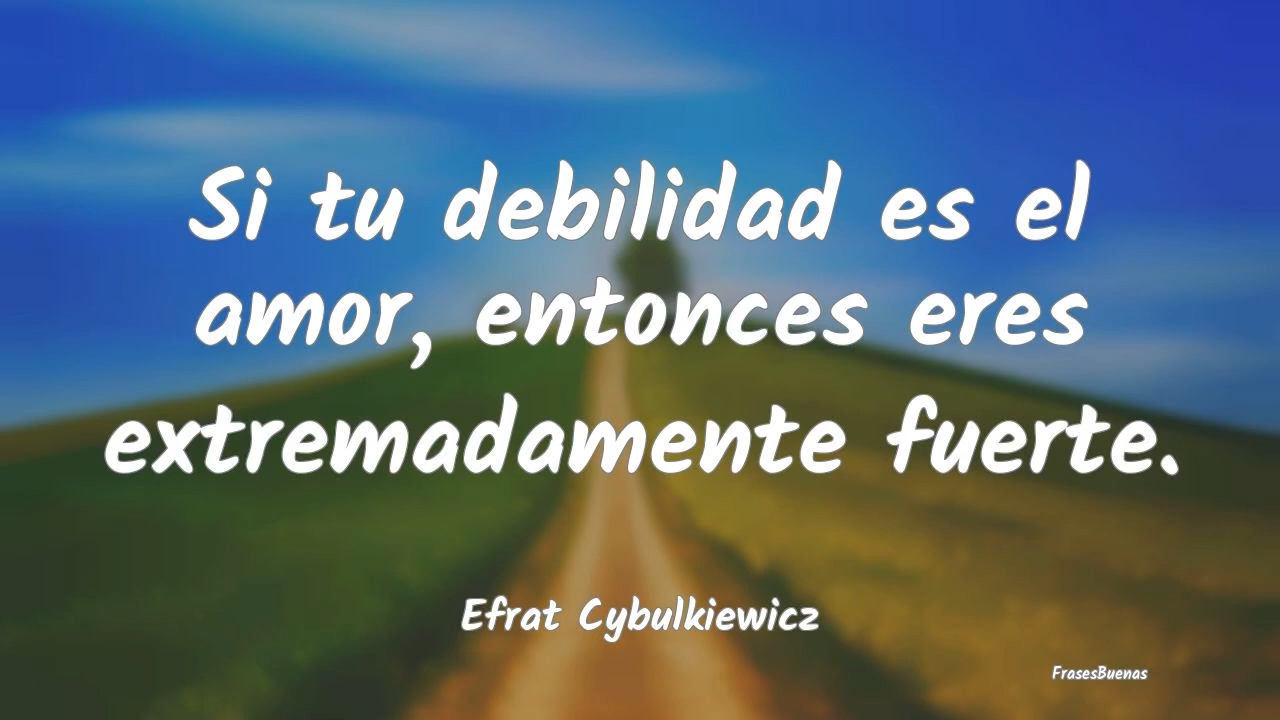 Si tu debilidad es el
amor, entonces eres
extremadamente fuerte.
Efrat Cybulkiewicz
FrasesBuenas